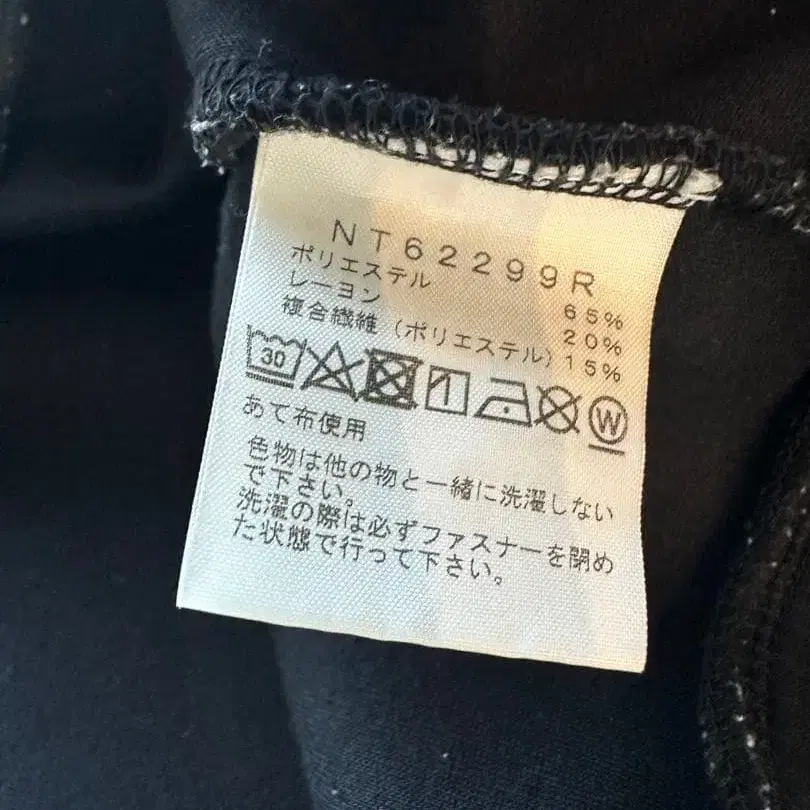 NT62299R
ポリエステル 65%
レーヨン 20%
複合繊維(ポリエステル) 15%
30 W
あて布使用
色物は他の物と一緒に洗濯しない
で下さい。
洗濯の際は必ずファスナーを閉め
た状態で行って下さい。